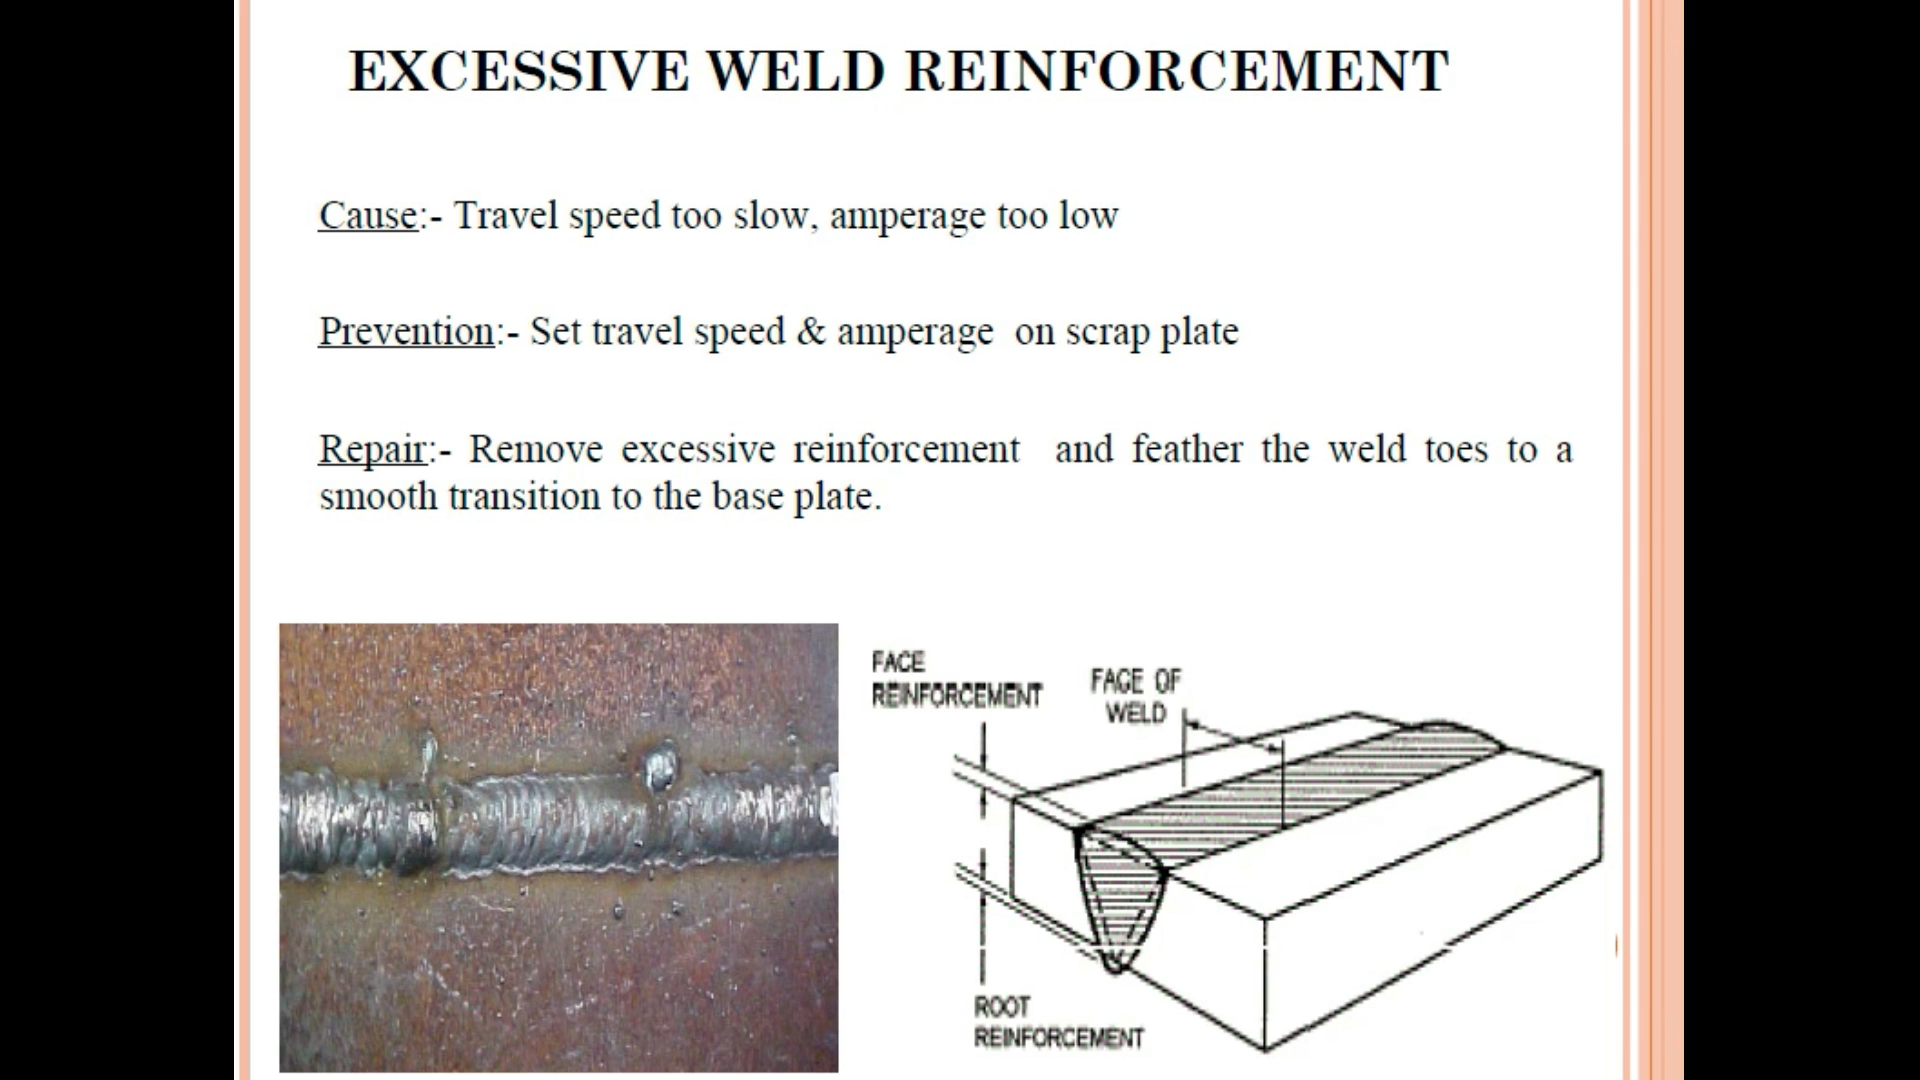 EXCESSIVE WELD REINFORCEMENT
Cause:- Travel speed too slow, amperage too low
Prevention:- Set travel speed & amperage on scrap plate
Repair:- Remove excessive reinforcement and feather the weld toes to a
smooth transition to the base plate.
FACE
REINFORCEMENT
FACE OF
WELD
ROOT
REINFORCEMENT